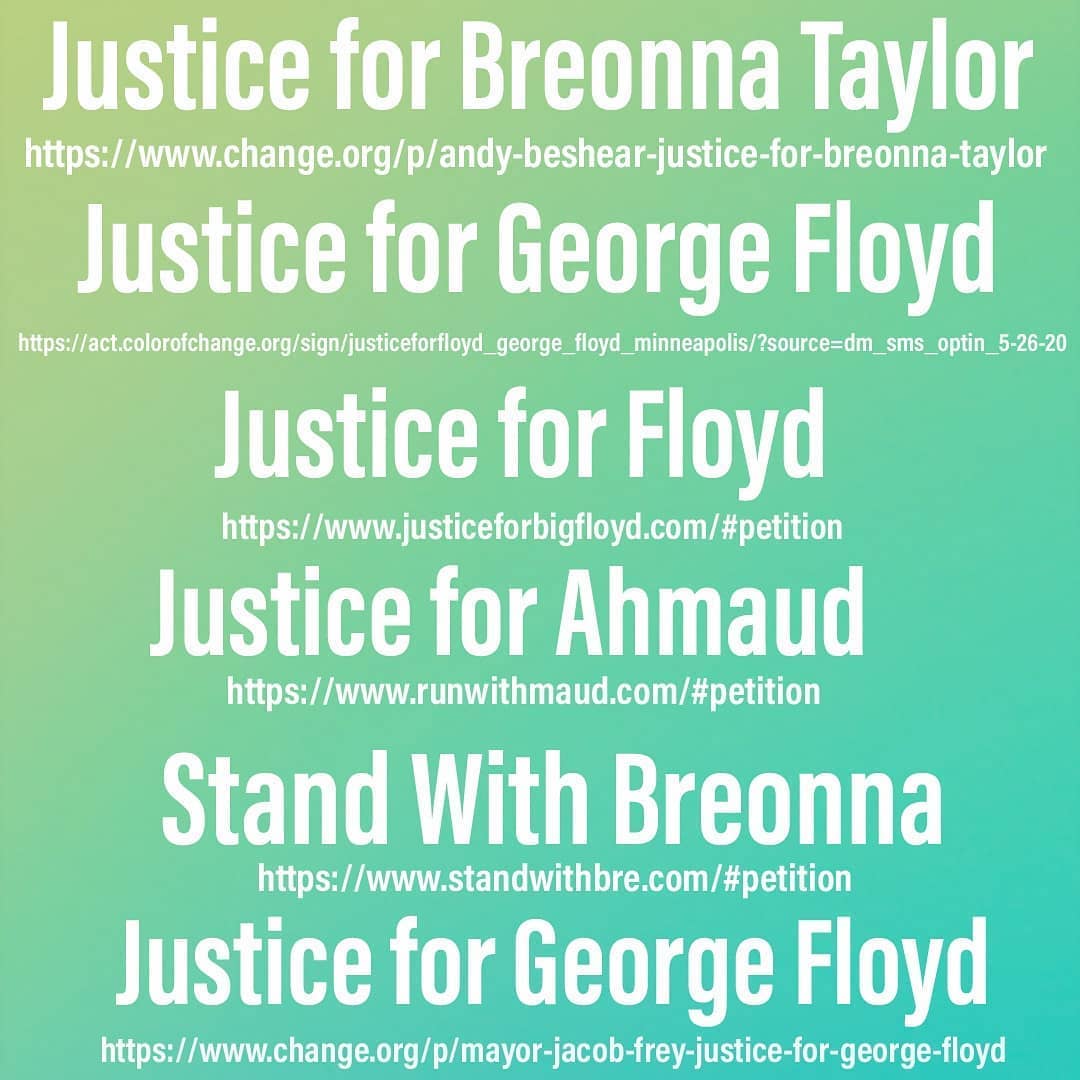 Justice for Breonna Taylor
https://www.change.org/p/andy-beshear-justice-for-breonna-taylor
Justice for George Floyd
https://act.colorofchange.org/sign/justiceforfloyd_george_floyd_minneapolis/?source=dm_sms_optin_5-26-20
Justice for Floyd
https://www.justiceforbigfloyd.com/#petition
Justice for Ahmaud
https://www.runwithmaud.com/#petition
Stand With Breonna
https://www.standwithbre.com/#petition
Justice for George Floyd
https://www.change.org/p/mayor-jacob-frey-justice-for-george-floyd